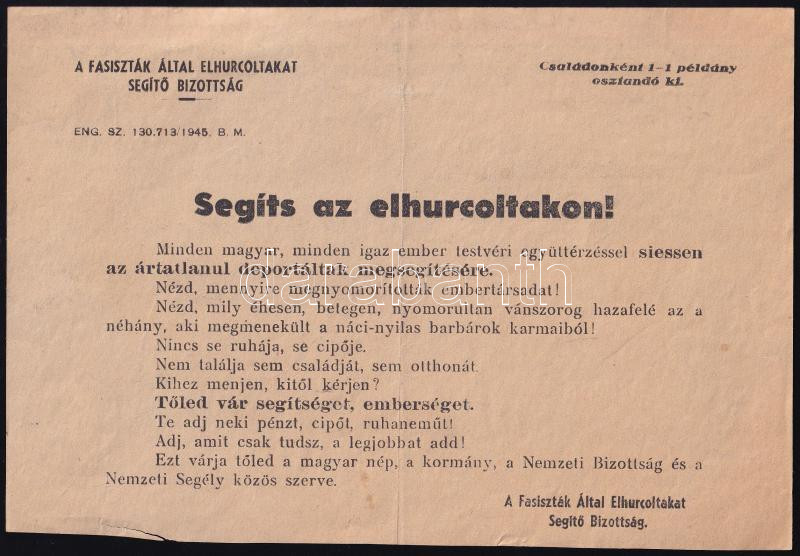 A FASISZTÁK ÁLTAL ELHURCOLTAKAT
SEGÍTŐ BIZOTTSÁG
Családonként 1-1 példány
osztandó ki.
ENG. SZ. 130.713/1945. B. M.
Segíts az elhurcoltakon!
Minden magyar, minden igaz ember testvéri együttérzéssel siessen
az ártatlanul deportáltak megsegítésére.
Nézd, mennyire megnyomorították embertársadat!
Nézd, mily éhesen, betegen, nyomorultan vánszorog hazafelé az a
néhány, aki megmenekült a náci-nyilas barbárok karmaiból!
Nincs se ruhája, se cipője.
Nem találja sem családját, sem otthonát.
Kihez menjen, kitől kérjen?
Tőled vár segítséget, emberséget.
Te adj neki pénzt, cipőt, ruhaneműt!
Adj, amit csak tudsz, a legjobbat add!
Ezt várja tőled a magyar nép, a kormány, a Nemzeti Bizottság és a
Nemzeti Segély közös szerve.
A Fasiszták Által Elhurcoltakat
Segítő Bizottság.
darabanth